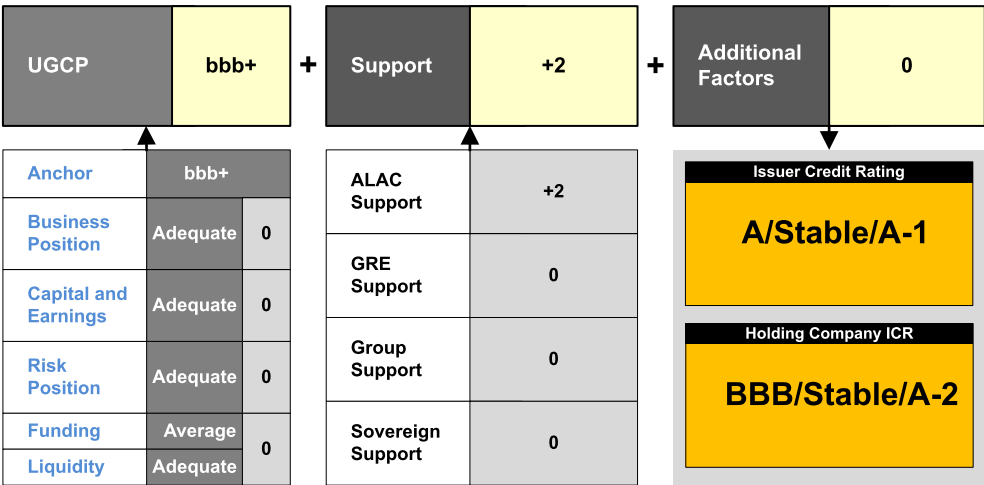 UGCP
bbb+
+
Support
+2
+
Additional
Factors
0
Anchor
bbb+
Business
Position
Adequate
0
Capital and
Earnings
Adequate
0
Risk
Position
Adequate
0
Funding
Average
0
Liquidity
Adequate
ALAC
Support
+2
GRE
Support
0
Group
Support
0
Sovereign
Support
0
Issuer Credit Rating
A/Stable/A-1
Holding Company ICR
BBB/Stable/A-2